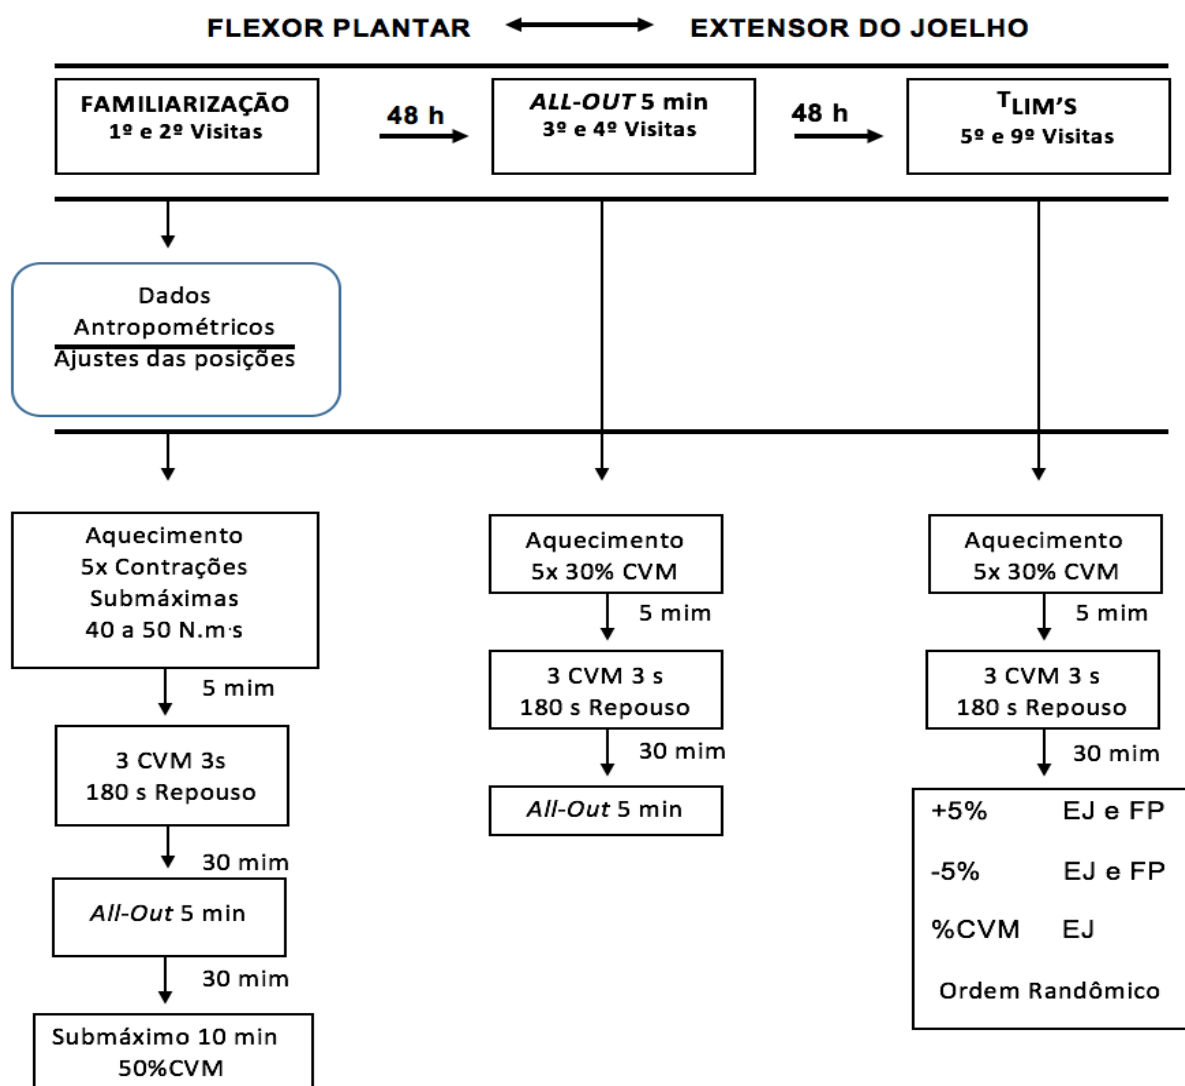 FLEXOR PLANTAR EXTENSOR DO JOELHO
FAMILIARIZAÇÃO
1º e 2º Visitas
48 h
ALL-OUT 5 min
3º e 4º Visitas
48 h
TLIM'S
5º e 9º Visitas
Dados
Antropométricos
Ajustes das posições
Aquecimento
5x Contrações
Submáximas
40 a 50 N.m·s
5 mim
3 CVM 3s
180 s Repouso
30 mim
All-Out 5 min
30 mim
Submáximo 10 min
50%CVM
Aquecimento
5x 30% CVM
5 mim
3 CVM 3 s
180 s Repouso
30 mim
All-Out 5 min
Aquecimento
5x 30% CVM
5 mim
3 CVM 3 s
180 s Repouso
30 mim
+5% EJ e FP
-5% EJ e FP
%CVM EJ
Ordem Randômico